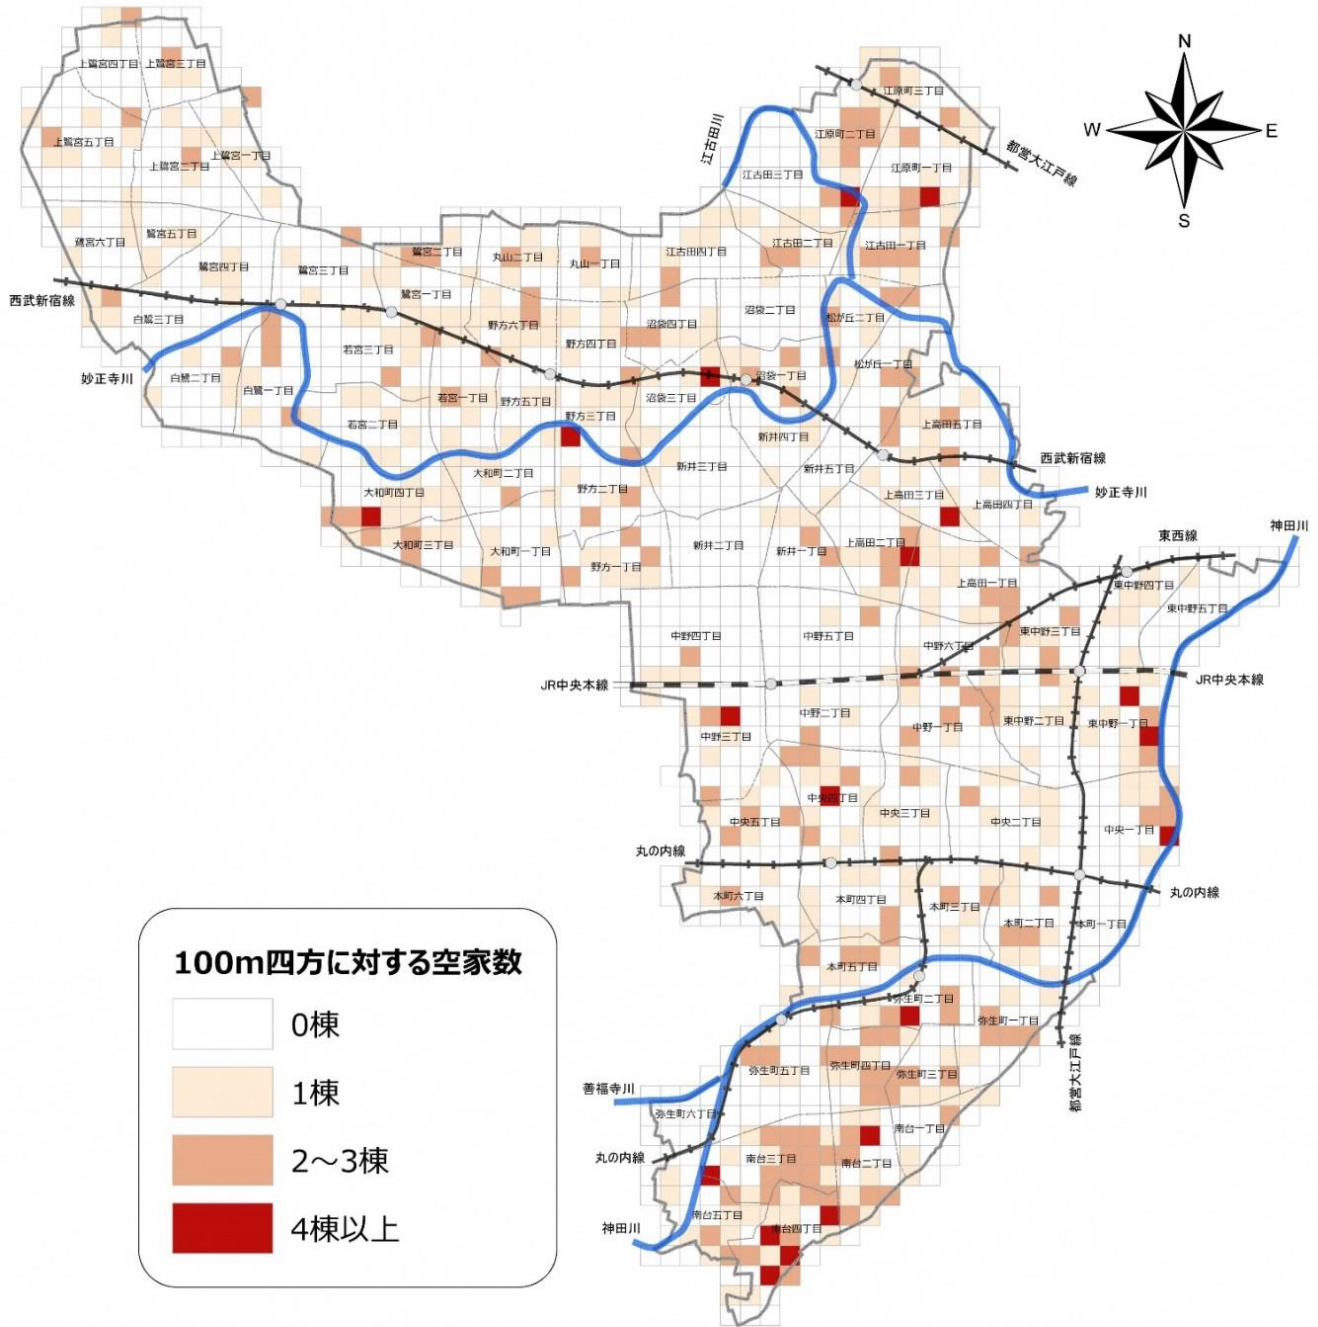 N
W
E
S
上鷺宮四丁目
上鷺宮三丁目
上鷺宮五丁目
上鷺宮二丁目
上鷺宮一丁目
江原町三丁目
江原町二丁目
江原町一丁目
都営大江戸線
江古田川
江古田三丁目
鷺宮六丁目
鷺宮五丁目
鷺宮四丁目
鷺宮三丁目
鷺宮二丁目
丸山二丁目
丸山一丁目
江古田四丁目
江古田二丁目
江古田一丁目
西武新宿線
白鷺三丁目
鷺宮一丁目
野方六丁目
野方四丁目
沼袋四丁目
沼袋二丁目
松が丘二丁目
妙正寺川
白鷺二丁目
白鷺一丁目
若宮三丁目
若宮一丁目
若宮二丁目
野方五丁目
野方三丁目
沼袋三丁目
沼袋一丁目
松が丘一丁目
上高田五丁目
新井四丁目
新井三丁目
新井五丁目
西武新宿線
妙正寺川
大和町四丁目
大和町二丁目
野方二丁目
上高田三丁目
上高田四丁目
大和町三丁目
大和町一丁目
野方一丁目
新井二丁目
新井一丁目
上高田二丁目
上高田一丁目
東西線
神田川
東中野四丁目
東中野五丁目
中野四丁目
中野五丁目
中野六丁目
東中野三丁目
JR中央本線
JR中央本線
中野三丁目
中野二丁目
中野一丁目
東中野二丁目
東中野一丁目
中央五丁目
中央四丁目
中央三丁目
中央二丁目
中央一丁目
丸の内線
丸の内線
本町六丁目
本町四丁目
本町三丁目
本町二丁目
本町一丁目
本町五丁目
弥生町二丁目
弥生町一丁目
都営大江戸線
弥生町五丁目
弥生町四丁目
弥生町三丁目
善福寺川
弥生町六丁目
丸の内線
南台三丁目
南台二丁目
南台一丁目
神田川
南台五丁目
南台四丁目
100m四方に対する空家数
0棟
1棟
2～3棟
4棟以上